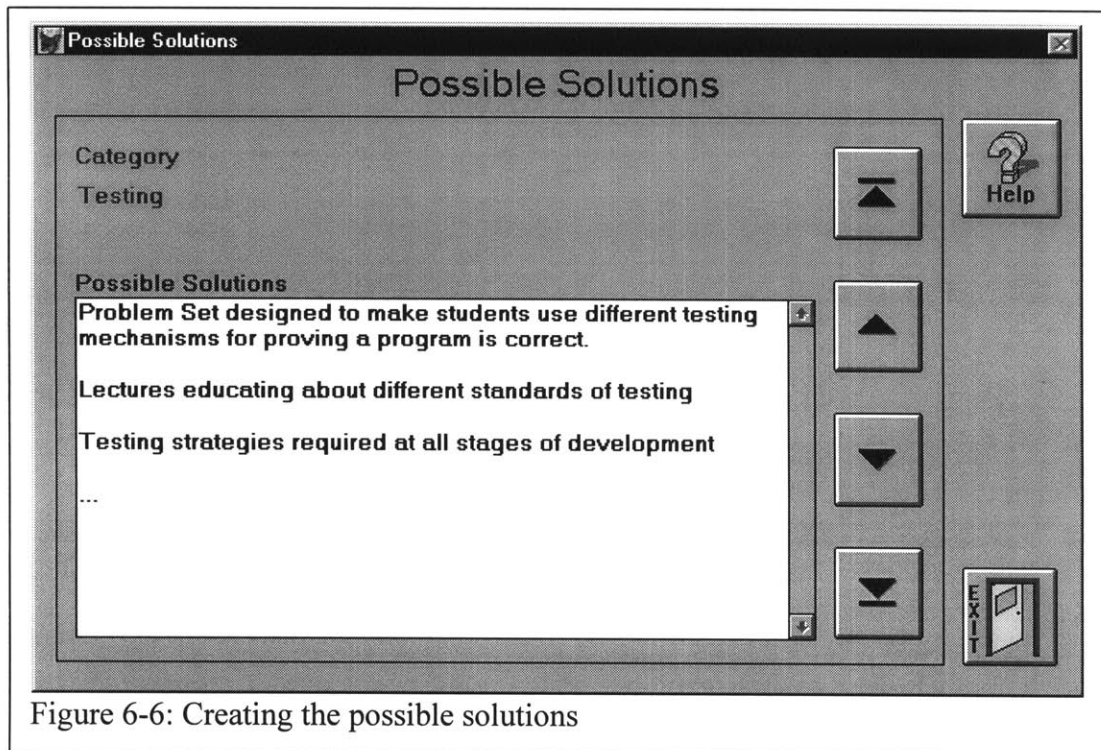 Possible Solutions
Possible Solutions
Category
Testing
Help
Possible Solutions
Problem Set designed to make students use different testing
mechanisms for proving a program is correct.
Lectures educating about different standards of testing
Testing strategies required at all stages of development
...
EXIT
Figure 6-6: Creating the possible solutions